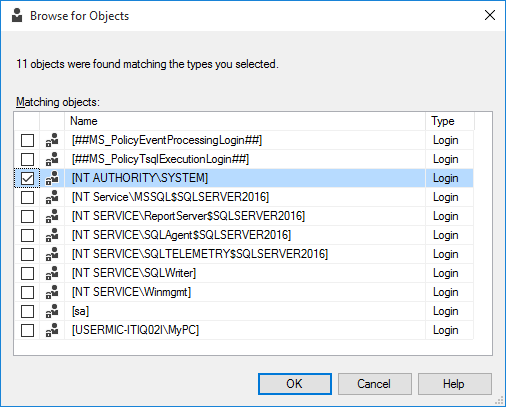 Browse for Objects
11 objects were found matching the types you selected.
Matching objects:
Name Type
[##MS_PolicyEventProcessingLogin##] Login
[##MS_PolicyTsqlExecutionLogin##] Login
[NT AUTHORITY\SYSTEM] Login
[NT Service\MSSQL$SQLSERVER2016] Login
[NT SERVICE\ReportServer$SQLSERVER2016] Login
[NT SERVICE\SQLAgent$SQLSERVER2016] Login
[NT SERVICE\SQLTELEMETRY$SQLSERVER2016] Login
[NT SERVICE\SQLWriter] Login
[NT SERVICE\Winmgmt] Login
[sa] Login
[USERMIC-ITIQ02I\MyPC] Login
OK Cancel Help